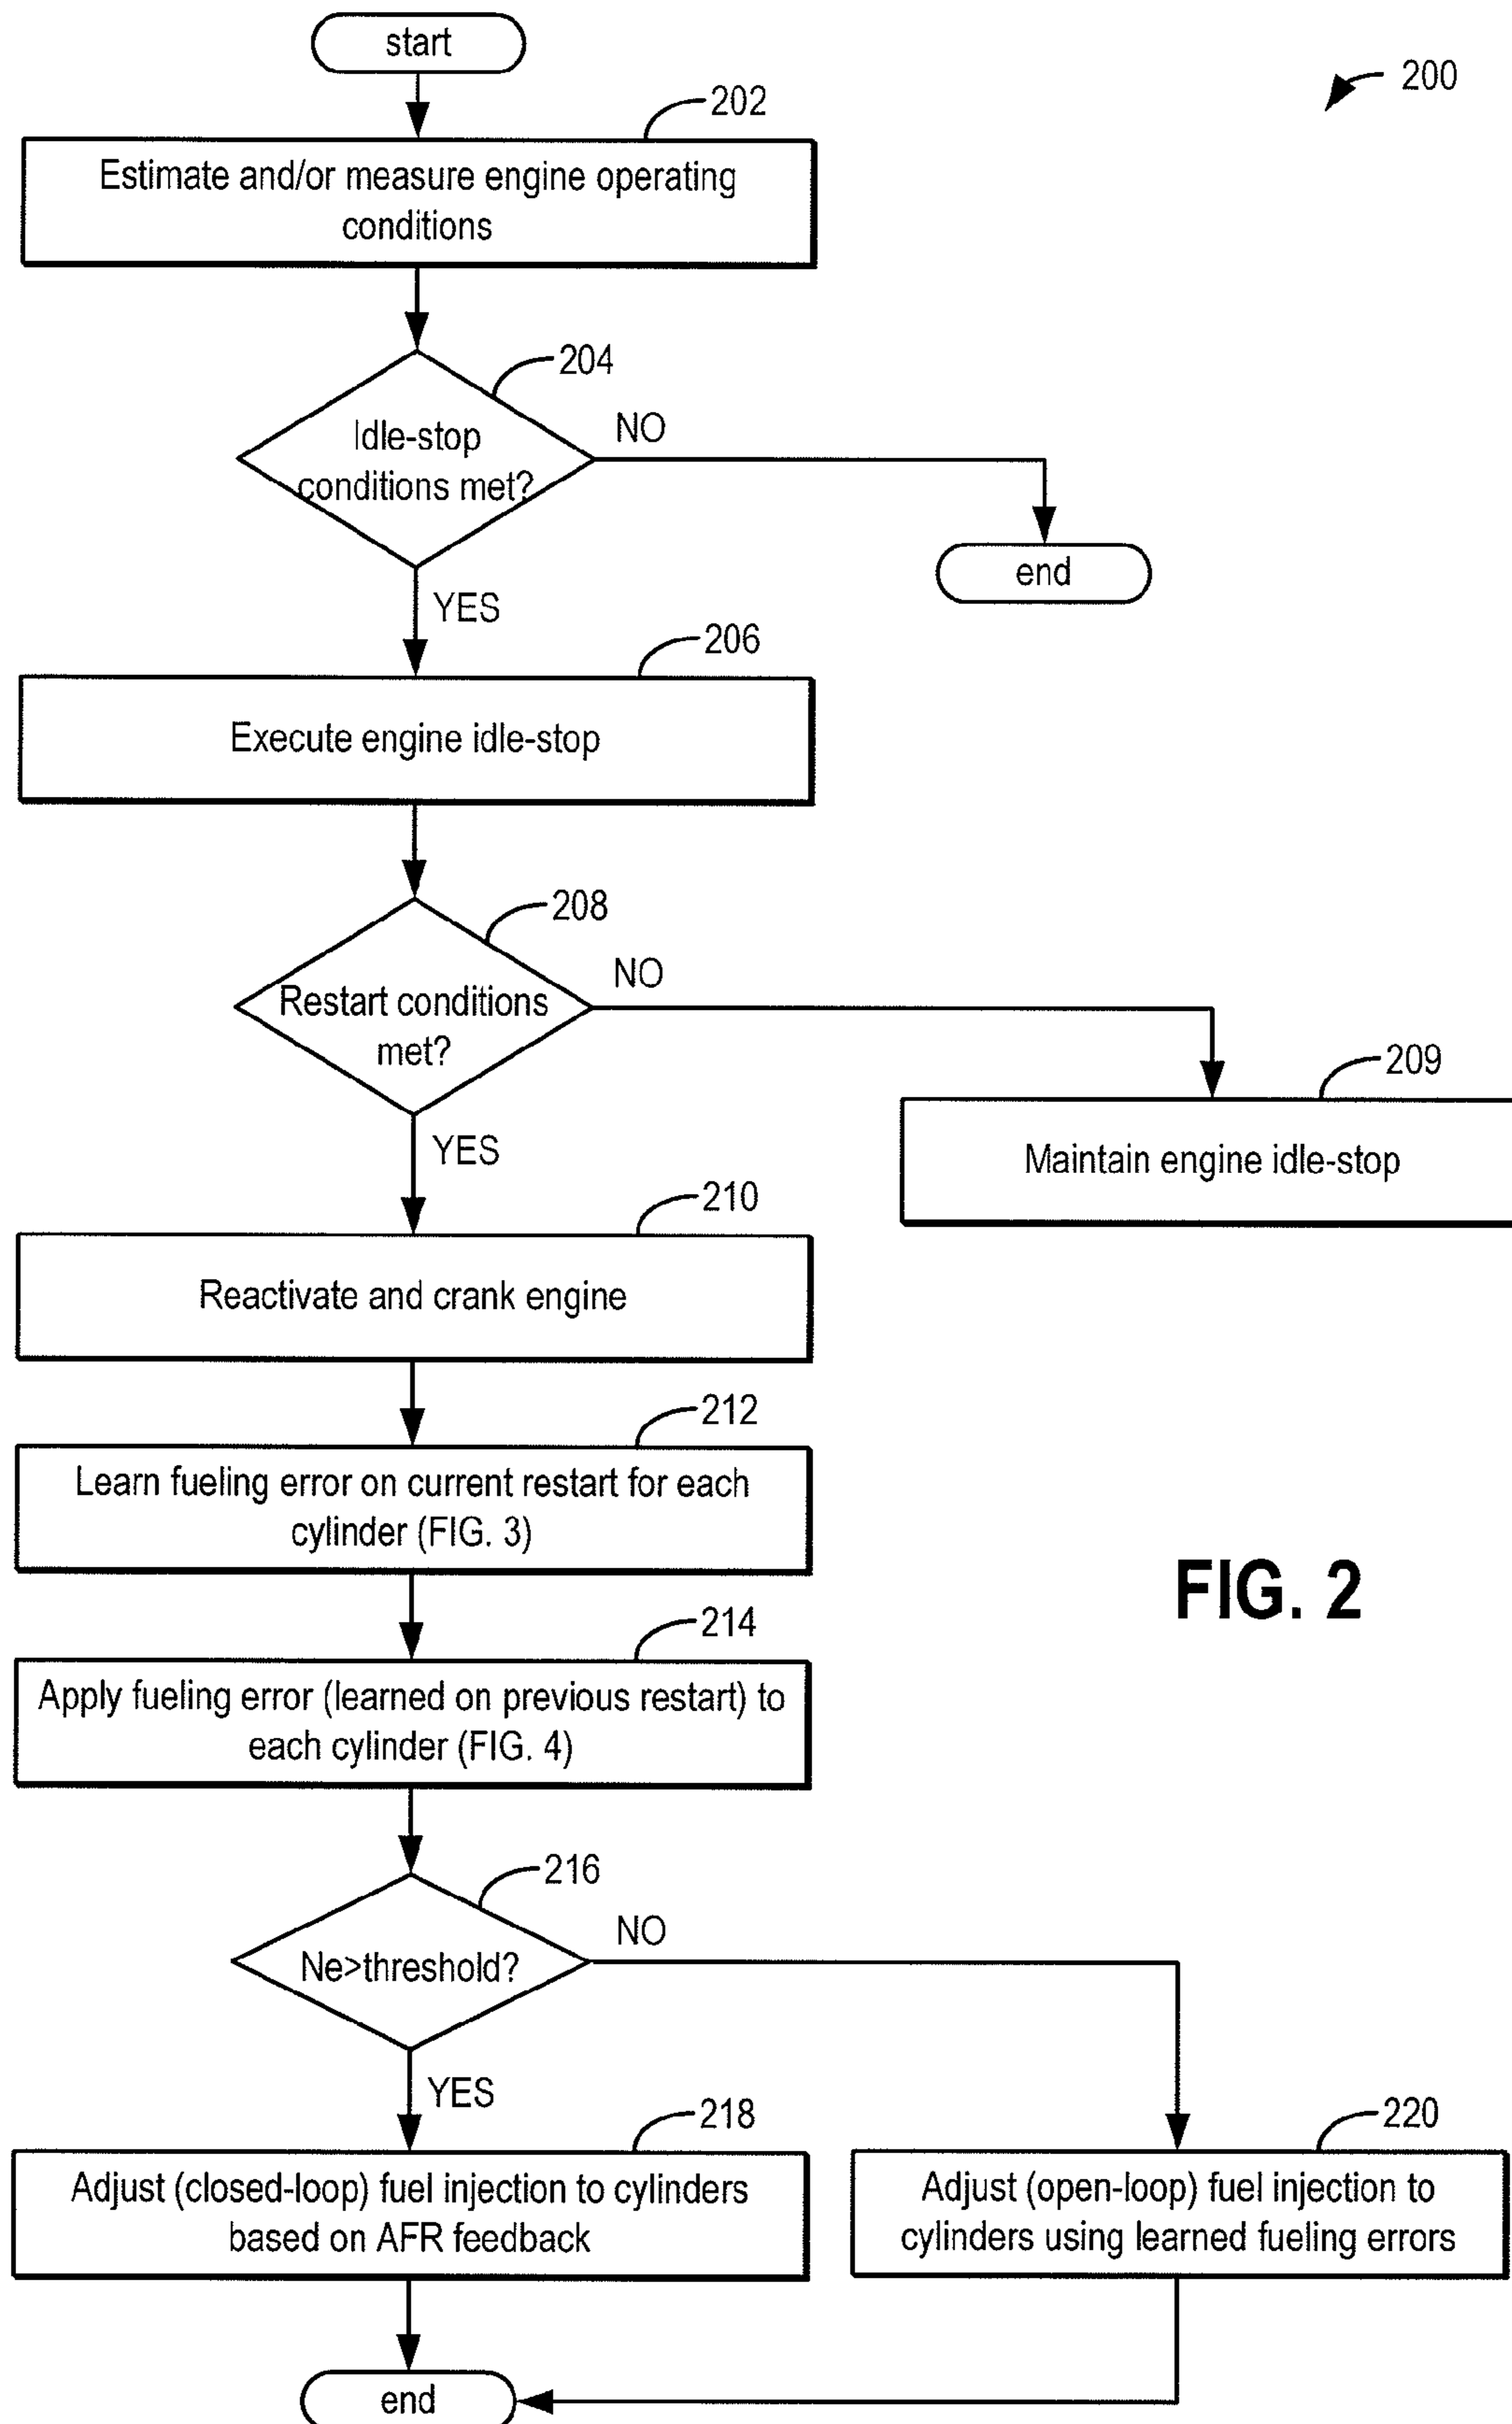 start
200
202
Estimate and/or measure engine operating
conditions
204
Idle-stop
conditions met?
NO
end
YES
206
Execute engine idle-stop
208
Restart conditions
met?
NO
209
Maintain engine idle-stop
YES
210
Reactivate and crank engine
212
Learn fueling error on current restart for each
cylinder (FIG. 3)
FIG. 2
214
Apply fueling error (learned on previous restart) to
each cylinder (FIG. 4)
216
Ne>threshold?
NO
YES
218
Adjust (closed-loop) fuel injection to cylinders
based on AFR feedback
220
Adjust (open-loop) fuel injection to
cylinders using learned fueling errors
end